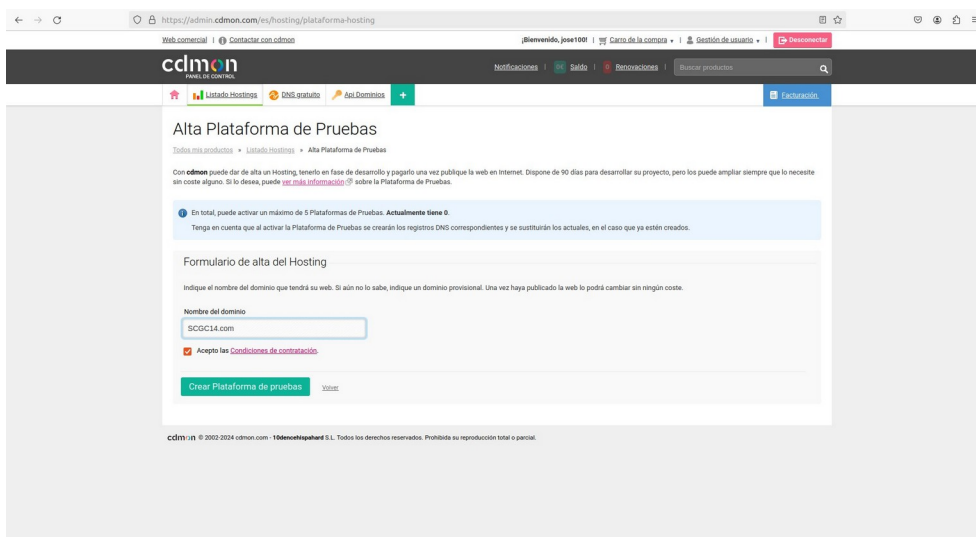 https://admin.cdmon.com/es/hosting/plataforma-hosting
Web comercial | Contactar con cdmon
¡Bienvenido, jose100! | Carro de la compra | Gestión de usuario | Desconectar
cdmon
PANEL DE CONTROL
Notificaciones | 0€ Saldo | 0 Renovaciones | Buscar productos
Listado Hostings DNS gratuito Api Dominios +
Facturación
Alta Plataforma de Pruebas
Todos mis productos » Listado Hostings » Alta Plataforma de Pruebas
Con cdmon puede dar de alta un Hosting, tenerlo en fase de desarrollo y pagarlo una vez publique la web en Internet. Dispone de 90 días para desarrollar su proyecto, pero los puede ampliar siempre que lo necesite
sin coste alguno. Si lo desea, puede ver más información sobre la Plataforma de Pruebas.
En total, puede activar un máximo de 5 Plataformas de Pruebas. Actualmente tiene 0.
Tenga en cuenta que al activar la Plataforma de Pruebas se crearán los registros DNS correspondientes y se sustituirán los actuales, en el caso que ya estén creados.
Formulario de alta del Hosting
Indique el nombre del dominio que tendrá su web. Si aún no lo sabe, indique un dominio provisional. Una vez haya publicado la web lo podrá cambiar sin ningún coste.
Nombre del dominio
SCGC14.com
Acepto las Condiciones de contratación.
Crear Plataforma de pruebas Volver
cdmon © 2002-2024 cdmon.com - 10dencehispahard S.L. Todos los derechos reservados. Prohibida su reproducción total o parcial.